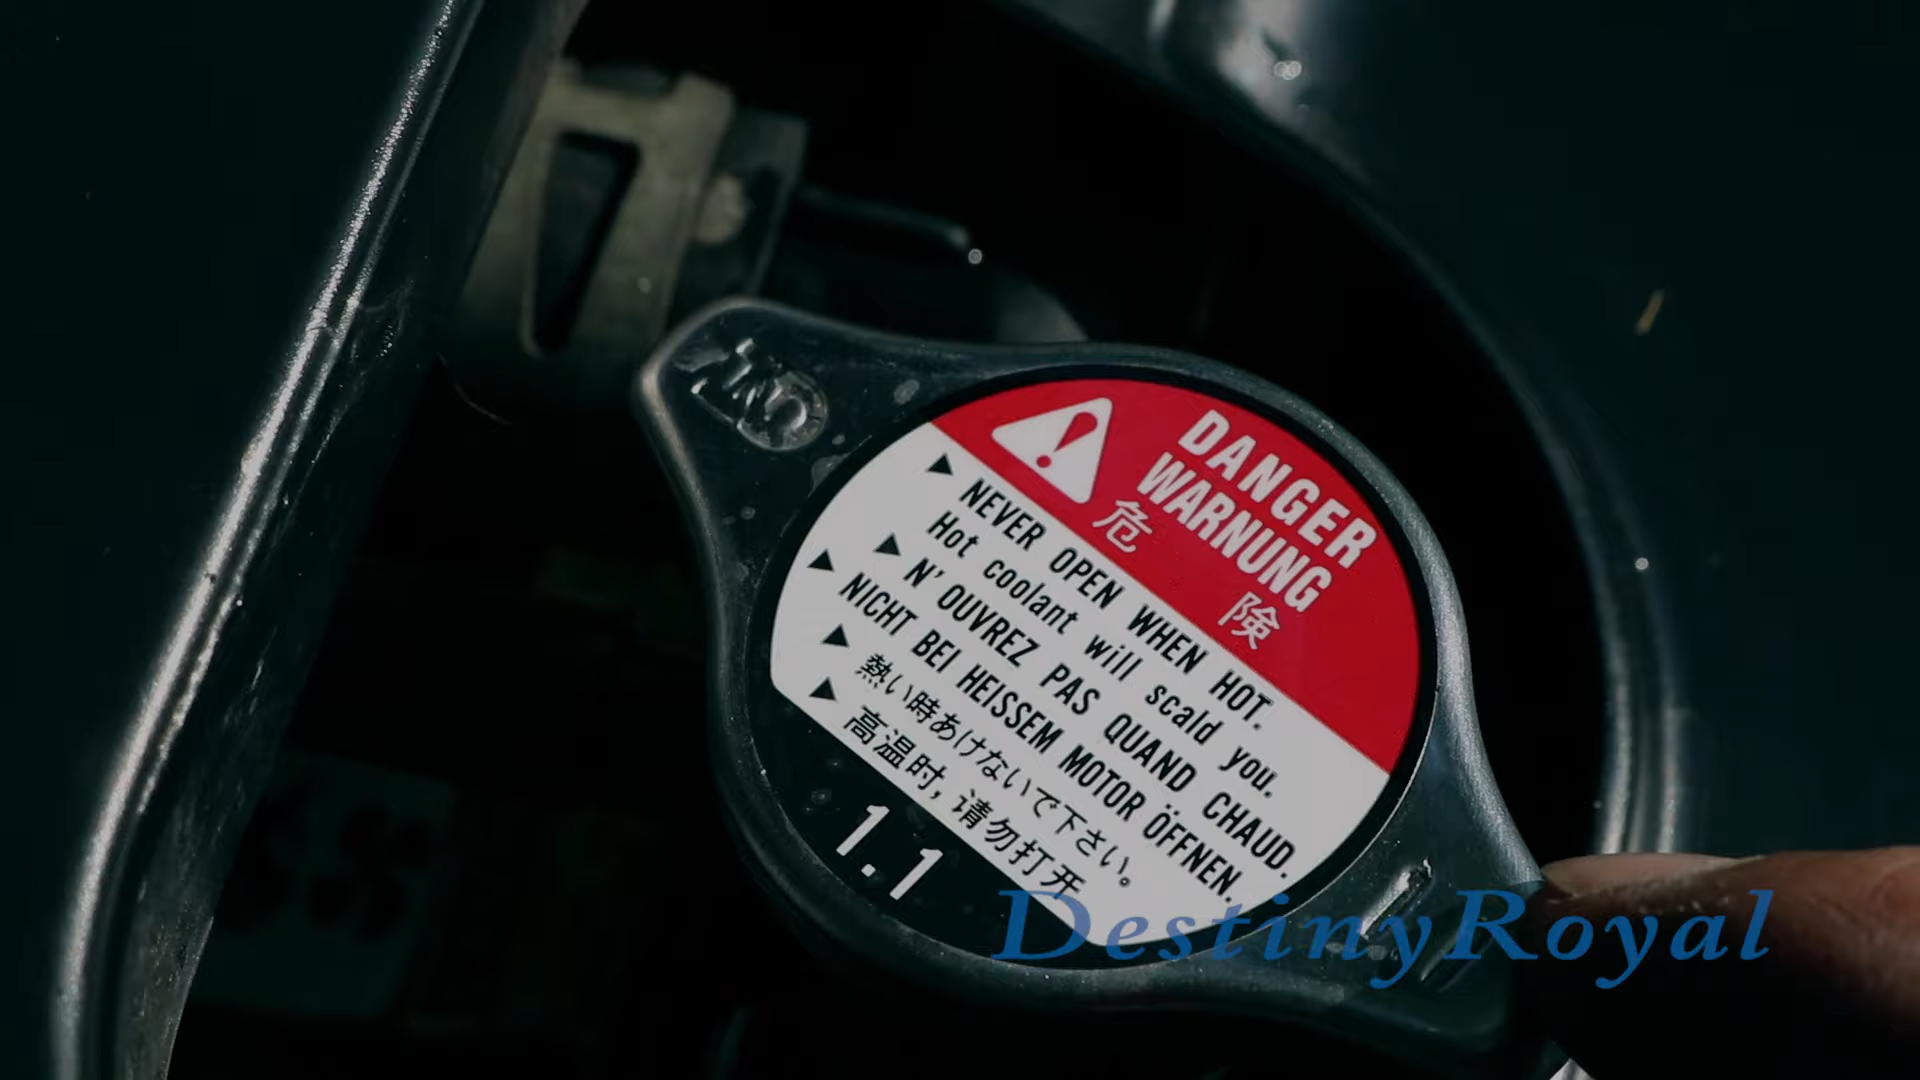 DANGER
WARNUNG
危険
▶ NEVER OPEN WHEN HOT.
Hot coolant will scald you.
▶ N' OUVREZ PAS QUAND CHAUD.
▶ NICHT BEI HEISSEM MOTOR ÖFFNEN.
▶ 熱い時あけないで下さい。
▶ 高温时, 请勿打开
1.1
DestinyRoyal